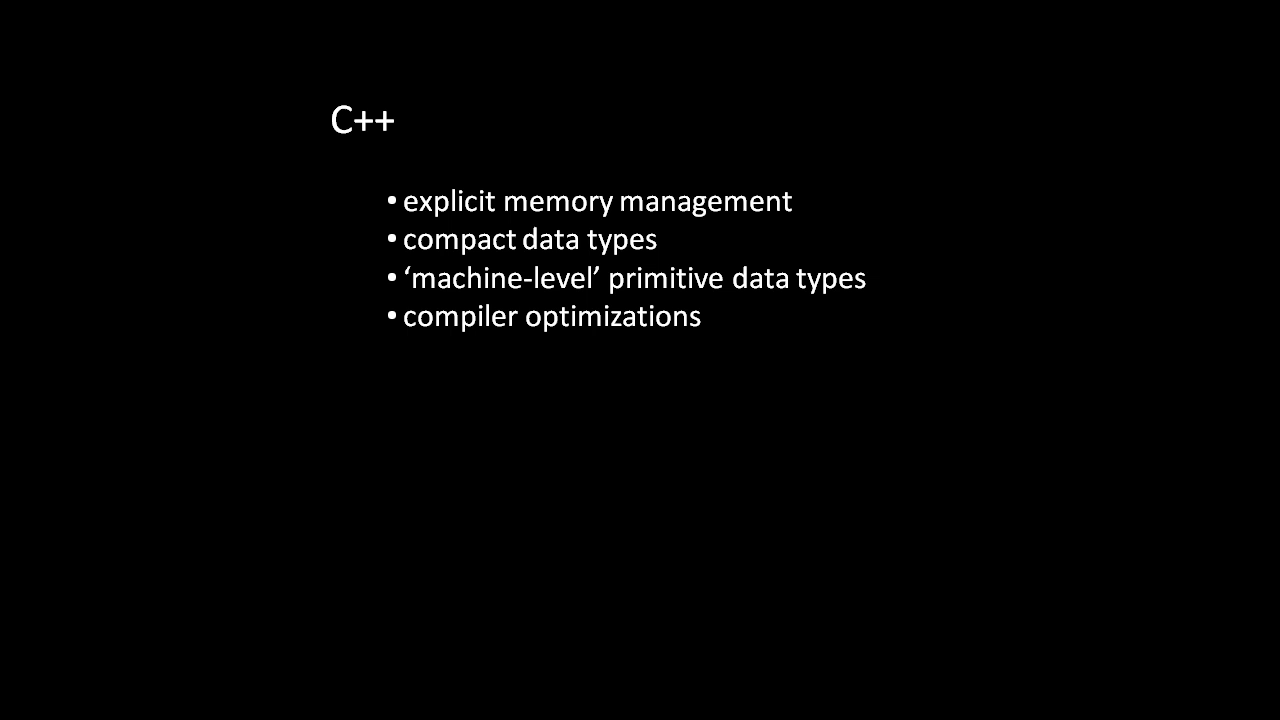 C++
• explicit memory management
• compact data types
• ‘machine-level’ primitive data types
• compiler optimizations